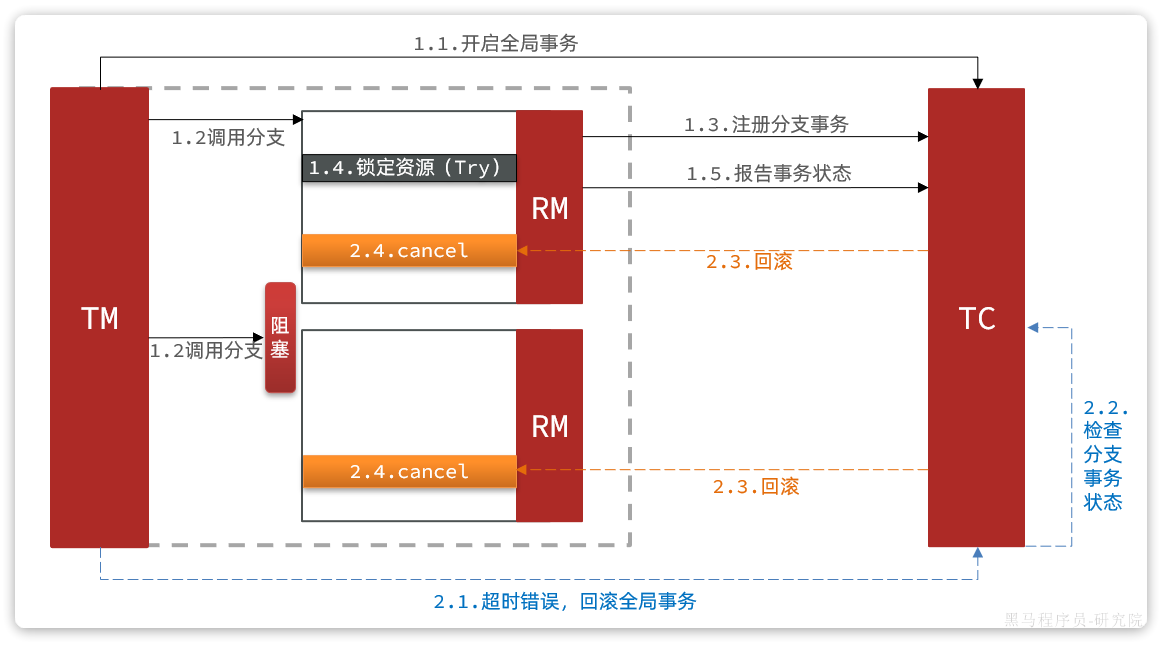 1.1.开启全局事务
1.2调用分支
1.3.注册分支事务
1.4.锁定资源（Try）
1.5.报告事务状态
RM
2.4.cancel
2.3.回滚
TM
TC
阻
塞
1.2调用分支
RM
2.2.
检查
分支
事务
状态
2.4.cancel
2.3.回滚
2.1.超时错误，回滚全局事务
黑马程序员-研究院